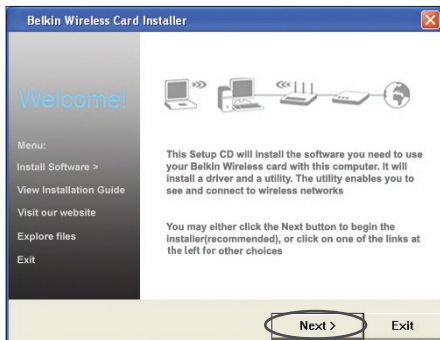 Belkin Wireless Card Installer
Welcome!
Menu:
Install Software >
View Installation Guide
Visit our website
Explore files
Exit
This Setup CD will install the software you need to use
your Belkin Wireless card with this computer. It will
install a driver and a utility. The utility enables you to
see and connect to wireless networks
You may either click the Next button to begin the
installer(recommended), or click on one of the links at
the left for other choices
Next >
Exit